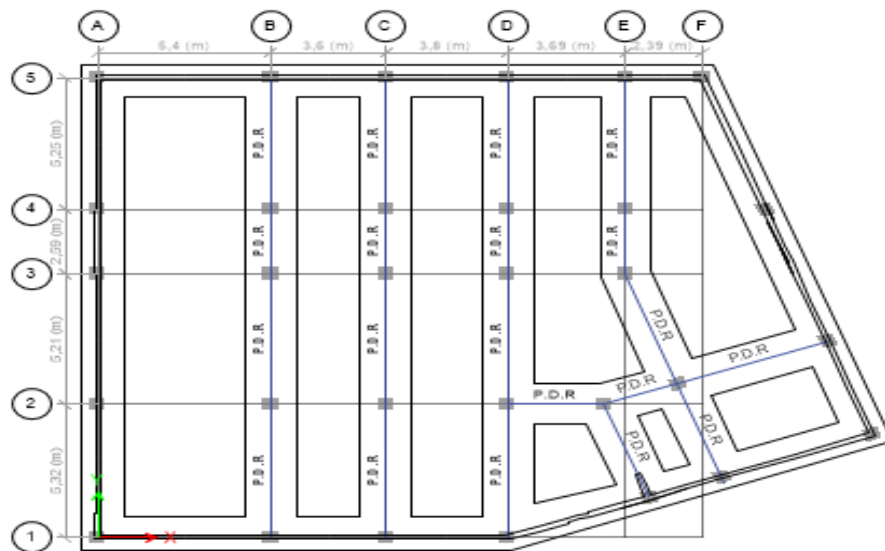 A B C D E F
5,4 (m) 3,6 (m) 3,8 (m) 3,69 (m) 2,39 (m)
5
5,25 (m)
P.D.R P.D.R P.D.R P.D.R
4
2,59 (m)
P.D.R P.D.R P.D.R P.D.R
3
5,21 (m)
P.D.R P.D.R P.D.R P.D.R
P.D.R
P.D.R
P.D.R
2
5,32 (m)
P.D.R P.D.R P.D.R P.D.R P.D.R
Y
X
1